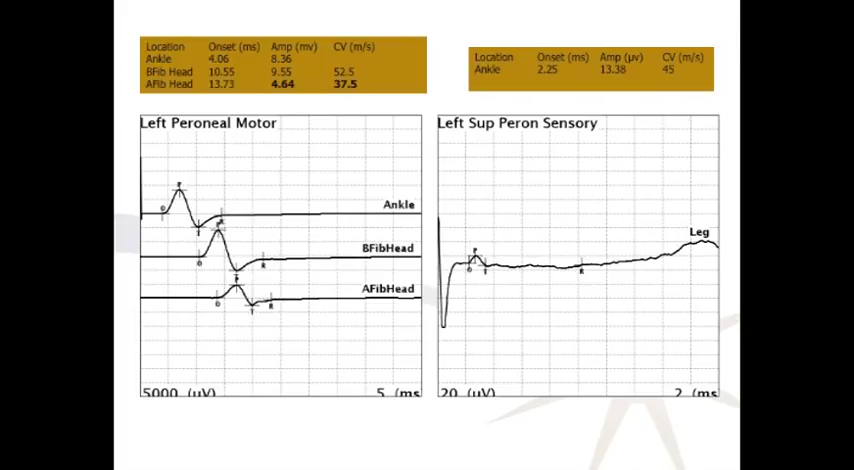 Location Onset (ms) Amp (mv) CV (m/s)
Ankle 4.06 8.36
BFib Head 10.55 9.55 52.5
AFib Head 13.73 4.64 37.5
Location Onset (ms) Amp (µv) CV (m/s)
Ankle 2.25 13.38 45
Left Peroneal Motor
P
O
T
R
Ankle
P
O
T
R
BFibHead
P
O
T
R
AFibHead
5000 (µV) 5 (ms
Left Sup Peron Sensory
P
O
T
R
Leg
20 (µV) 2 (ms